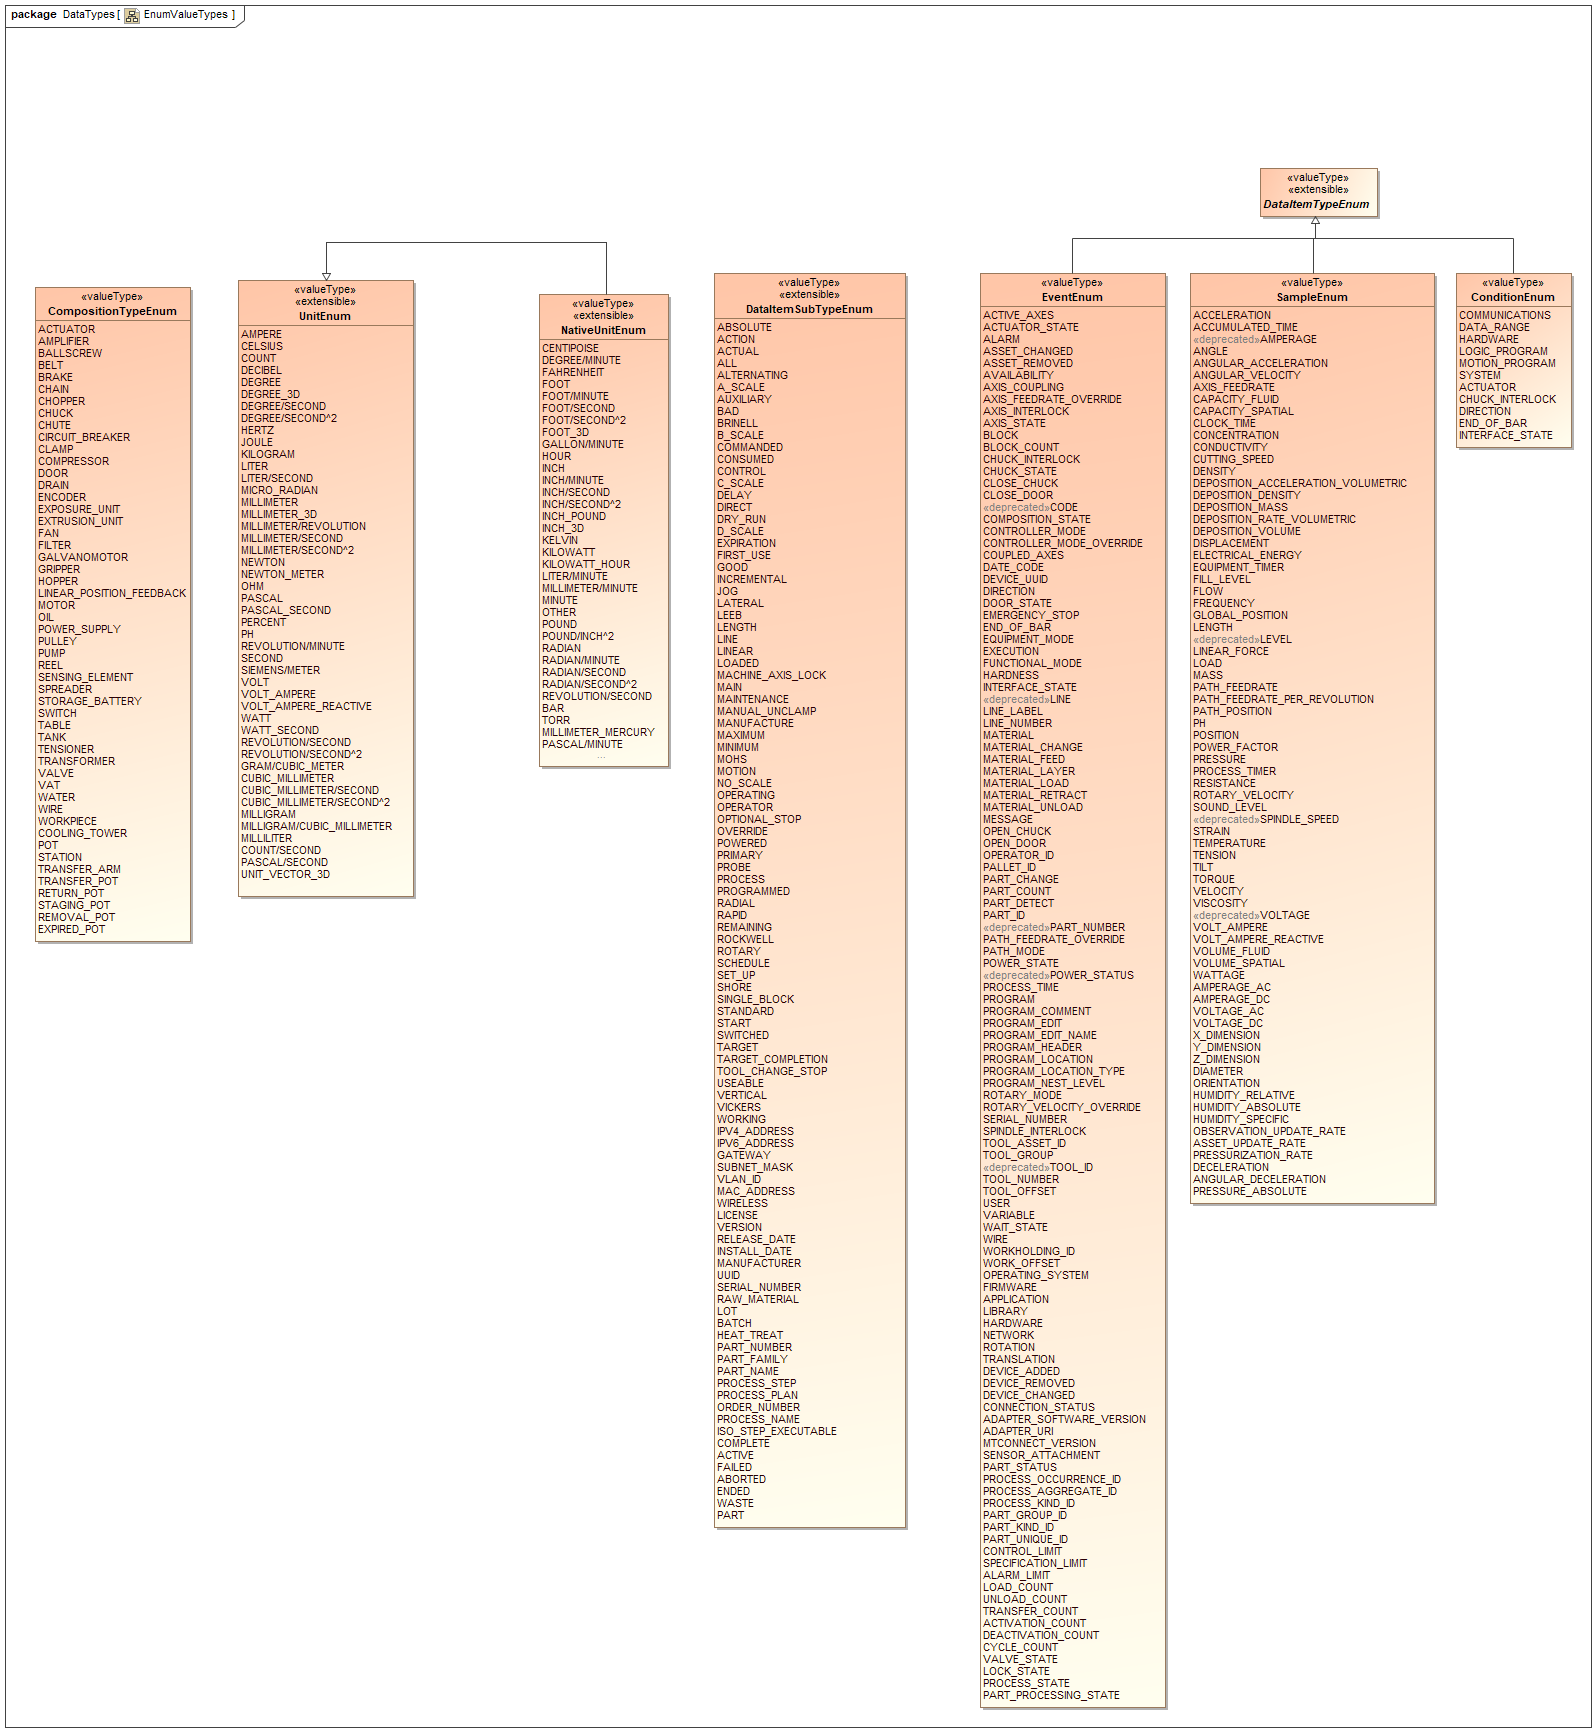 package DataTypes [ EnumValueTypes ]
«valueType»
«extensible»
DataItemTypeEnum
«valueType»
CompositionTypeEnum
ACTUATOR
AMPLIFIER
BALLSCREW
BELT
BRAKE
CHAIN
CHOPPER
CHUCK
CHUTE
CIRCUIT_BREAKER
CLAMP
COMPRESSOR
DOOR
DRAIN
ENCODER
EXPOSURE_UNIT
EXTRUSION_UNIT
FAN
FILTER
GALVANOMOTOR
GRIPPER
HOPPER
LINEAR_POSITION_FEEDBACK
MOTOR
OIL
POWER_SUPPLY
PULLEY
PUMP
REEL
SENSING_ELEMENT
SPREADER
STORAGE_BATTERY
SWITCH
TABLE
TANK
TENSIONER
TRANSFORMER
VALVE
VAT
WATER
WIRE
WORKPIECE
COOLING_TOWER
POT
STATION
TRANSFER_ARM
TRANSFER_POT
RETURN_POT
STAGING_POT
REMOVAL_POT
EXPIRED_POT
«valueType»
«extensible»
UnitEnum
AMPERE
CELSIUS
COUNT
DECIBEL
DEGREE
DEGREE_3D
DEGREE/SECOND
DEGREE/SECOND^2
HERTZ
JOULE
KILOGRAM
LITER
LITER/SECOND
MICRO_RADIAN
MILLIMETER
MILLIMETER_3D
MILLIMETER/REVOLUTION
MILLIMETER/SECOND
MILLIMETER/SECOND^2
NEWTON
NEWTON_METER
OHM
PASCAL
PASCAL_SECOND
PERCENT
PH
REVOLUTION/MINUTE
SECOND
SIEMENS/METER
VOLT
VOLT_AMPERE
VOLT_AMPERE_REACTIVE
WATT
WATT_SECOND
REVOLUTION/SECOND
REVOLUTION/SECOND^2
GRAM/CUBIC_METER
CUBIC_MILLIMETER
CUBIC_MILLIMETER/SECOND
CUBIC_MILLIMETER/SECOND^2
MILLIGRAM
MILLIGRAM/CUBIC_MILLIMETER
MILLILITER
COUNT/SECOND
PASCAL/SECOND
UNIT_VECTOR_3D
«valueType»
«extensible»
NativeUnitEnum
CENTIPOISE
DEGREE/MINUTE
FAHRENHEIT
FOOT
FOOT/MINUTE
FOOT/SECOND
FOOT/SECOND^2
FOOT_3D
GALLON/MINUTE
HOUR
INCH
INCH/MINUTE
INCH/SECOND
INCH/SECOND^2
INCH_POUND
INCH_3D
KELVIN
KILOWATT
KILOWATT_HOUR
LITER/MINUTE
MILLIMETER/MINUTE
MINUTE
OTHER
POUND
POUND/INCH^2
RADIAN
RADIAN/MINUTE
RADIAN/SECOND
RADIAN/SECOND^2
REVOLUTION/SECOND
BAR
TORR
MILLIMETER_MERCURY
PASCAL/MINUTE
...
«valueType»
«extensible»
DataItemSubTypeEnum
ABSOLUTE
ACTION
ACTUAL
ALL
ALTERNATING
A_SCALE
AUXILIARY
BAD
BRINELL
B_SCALE
COMMANDED
CONSUMED
CONTROL
C_SCALE
DELAY
DIRECT
DRY_RUN
D_SCALE
EXPIRATION
FIRST_USE
GOOD
INCREMENTAL
JOG
LATERAL
LEEB
LENGTH
LINE
LINEAR
LOADED
MACHINE_AXIS_LOCK
MAIN
MAINTENANCE
MANUAL_UNCLAMP
MANUFACTURE
MAXIMUM
MINIMUM
MOHS
MOTION
NO_SCALE
OPERATING
OPERATOR
OPTIONAL_STOP
OVERRIDE
POWERED
PRIMARY
PROBE
PROCESS
PROGRAMMED
RADIAL
RAPID
REMAINING
ROCKWELL
ROTARY
SCHEDULE
SET_UP
SHORE
SINGLE_BLOCK
STANDARD
START
SWITCHED
TARGET
TARGET_COMPLETION
TOOL_CHANGE_STOP
USEABLE
VERTICAL
VICKERS
WORKING
IPV4_ADDRESS
IPV6_ADDRESS
GATEWAY
SUBNET_MASK
VLAN_ID
MAC_ADDRESS
WIRELESS
LICENSE
VERSION
RELEASE_DATE
INSTALL_DATE
MANUFACTURER
UUID
SERIAL_NUMBER
RAW_MATERIAL
LOT
BATCH
HEAT_TREAT
PART_NUMBER
PART_FAMILY
PART_NAME
PROCESS_STEP
PROCESS_PLAN
ORDER_NUMBER
PROCESS_NAME
ISO_STEP_EXECUTABLE
COMPLETE
ACTIVE
FAILED
ABORTED
ENDED
WASTE
PART
«valueType»
EventEnum
ACTIVE_AXES
ACTUATOR_STATE
ALARM
ASSET_CHANGED
ASSET_REMOVED
AVAILABILITY
AXIS_COUPLING
AXIS_FEEDRATE_OVERRIDE
AXIS_INTERLOCK
AXIS_STATE
BLOCK
BLOCK_COUNT
CHUCK_INTERLOCK
CHUCK_STATE
CLOSE_CHUCK
CLOSE_DOOR
«deprecated»CODE
COMPOSITION_STATE
CONTROLLER_MODE
CONTROLLER_MODE_OVERRIDE
COUPLED_AXES
DATE_CODE
DEVICE_UUID
DIRECTION
DOOR_STATE
EMERGENCY_STOP
END_OF_BAR
EQUIPMENT_MODE
EXECUTION
FUNCTIONAL_MODE
HARDNESS
INTERFACE_STATE
«deprecated»LINE
LINE_LABEL
LINE_NUMBER
MATERIAL
MATERIAL_CHANGE
MATERIAL_FEED
MATERIAL_LAYER
MATERIAL_LOAD
MATERIAL_RETRACT
MATERIAL_UNLOAD
MESSAGE
OPEN_CHUCK
OPEN_DOOR
OPERATOR_ID
PALLET_ID
PART_CHANGE
PART_COUNT
PART_DETECT
PART_ID
«deprecated»PART_NUMBER
PATH_FEEDRATE_OVERRIDE
PATH_MODE
POWER_STATE
«deprecated»POWER_STATUS
PROCESS_TIME
PROGRAM
PROGRAM_COMMENT
PROGRAM_EDIT
PROGRAM_EDIT_NAME
PROGRAM_HEADER
PROGRAM_LOCATION
PROGRAM_LOCATION_TYPE
PROGRAM_NEST_LEVEL
ROTARY_MODE
ROTARY_VELOCITY_OVERRIDE
SERIAL_NUMBER
SPINDLE_INTERLOCK
TOOL_ASSET_ID
TOOL_GROUP
«deprecated»TOOL_ID
TOOL_NUMBER
TOOL_OFFSET
USER
VARIABLE
WAIT_STATE
WIRE
WORKHOLDING_ID
WORK_OFFSET
OPERATING_SYSTEM
FIRMWARE
APPLICATION
LIBRARY
HARDWARE
NETWORK
ROTATION
TRANSLATION
DEVICE_ADDED
DEVICE_REMOVED
DEVICE_CHANGED
CONNECTION_STATUS
ADAPTER_SOFTWARE_VERSION
ADAPTER_URI
MTCONNECT_VERSION
SENSOR_ATTACHMENT
PART_STATUS
PROCESS_OCCURRENCE_ID
PROCESS_AGGREGATE_ID
PROCESS_KIND_ID
PART_GROUP_ID
PART_KIND_ID
PART_UNIQUE_ID
CONTROL_LIMIT
SPECIFICATION_LIMIT
ALARM_LIMIT
LOAD_COUNT
UNLOAD_COUNT
TRANSFER_COUNT
ACTIVATION_COUNT
DEACTIVATION_COUNT
CYCLE_COUNT
VALVE_STATE
LOCK_STATE
PROCESS_STATE
PART_PROCESSING_STATE
«valueType»
SampleEnum
ACCELERATION
ACCUMULATED_TIME
«deprecated»AMPERAGE
ANGLE
ANGULAR_ACCELERATION
ANGULAR_VELOCITY
AXIS_FEEDRATE
CAPACITY_FLUID
CAPACITY_SPATIAL
CLOCK_TIME
CONCENTRATION
CONDUCTIVITY
CUTTING_SPEED
DENSITY
DEPOSITION_ACCELERATION_VOLUMETRIC
DEPOSITION_DENSITY
DEPOSITION_MASS
DEPOSITION_RATE_VOLUMETRIC
DEPOSITION_VOLUME
DISPLACEMENT
ELECTRICAL_ENERGY
EQUIPMENT_TIMER
FILL_LEVEL
FLOW
FREQUENCY
GLOBAL_POSITION
LENGTH
«deprecated»LEVEL
LINEAR_FORCE
LOAD
MASS
PATH_FEEDRATE
PATH_FEEDRATE_PER_REVOLUTION
PATH_POSITION
PH
POSITION
POWER_FACTOR
PRESSURE
PROCESS_TIMER
RESISTANCE
ROTARY_VELOCITY
SOUND_LEVEL
«deprecated»SPINDLE_SPEED
STRAIN
TEMPERATURE
TENSION
TILT
TORQUE
VELOCITY
VISCOSITY
«deprecated»VOLTAGE
VOLT_AMPERE
VOLT_AMPERE_REACTIVE
VOLUME_FLUID
VOLUME_SPATIAL
WATTAGE
AMPERAGE_AC
AMPERAGE_DC
VOLTAGE_AC
VOLTAGE_DC
X_DIMENSION
Y_DIMENSION
Z_DIMENSION
DIAMETER
ORIENTATION
HUMIDITY_RELATIVE
HUMIDITY_ABSOLUTE
HUMIDITY_SPECIFIC
OBSERVATION_UPDATE_RATE
ASSET_UPDATE_RATE
PRESSURIZATION_RATE
DECELERATION
ANGULAR_DECELERATION
PRESSURE_ABSOLUTE
«valueType»
ConditionEnum
COMMUNICATIONS
DATA_RANGE
HARDWARE
LOGIC_PROGRAM
MOTION_PROGRAM
SYSTEM
ACTUATOR
CHUCK_INTERLOCK
DIRECTION
END_OF_BAR
INTERFACE_STATE